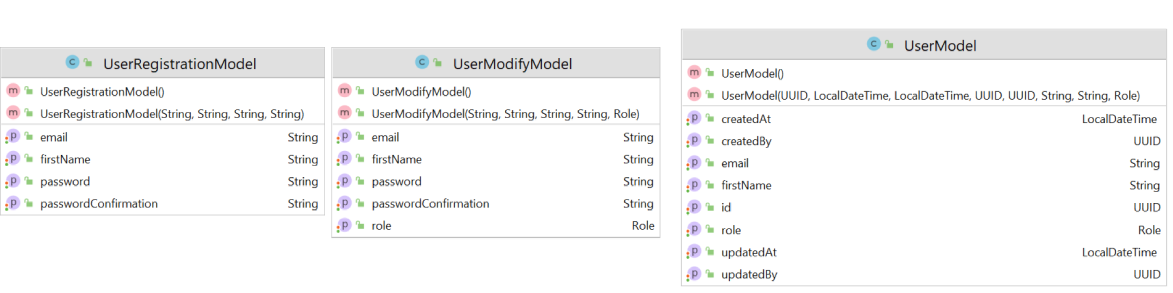 UserRegistrationModel
m UserRegistrationModel()
m UserRegistrationModel(String, String, String, String)
p email String
p firstName String
p password String
p passwordConfirmation String
C UserModifyModel
m UserModifyModel()
m UserModifyModel(String, String, String, String, Role)
p email String
p firstName String
p password String
p passwordConfirmation String
p role Role
C UserModel
m UserModel()
m UserModel(UUID, LocalDateTime, LocalDateTime, UUID, UUID, String, String, Role)
p createdAt LocalDateTime
p createdBy UUID
p email String
p firstName String
p id UUID
p role Role
p updatedAt LocalDateTime
p updatedBy UUID